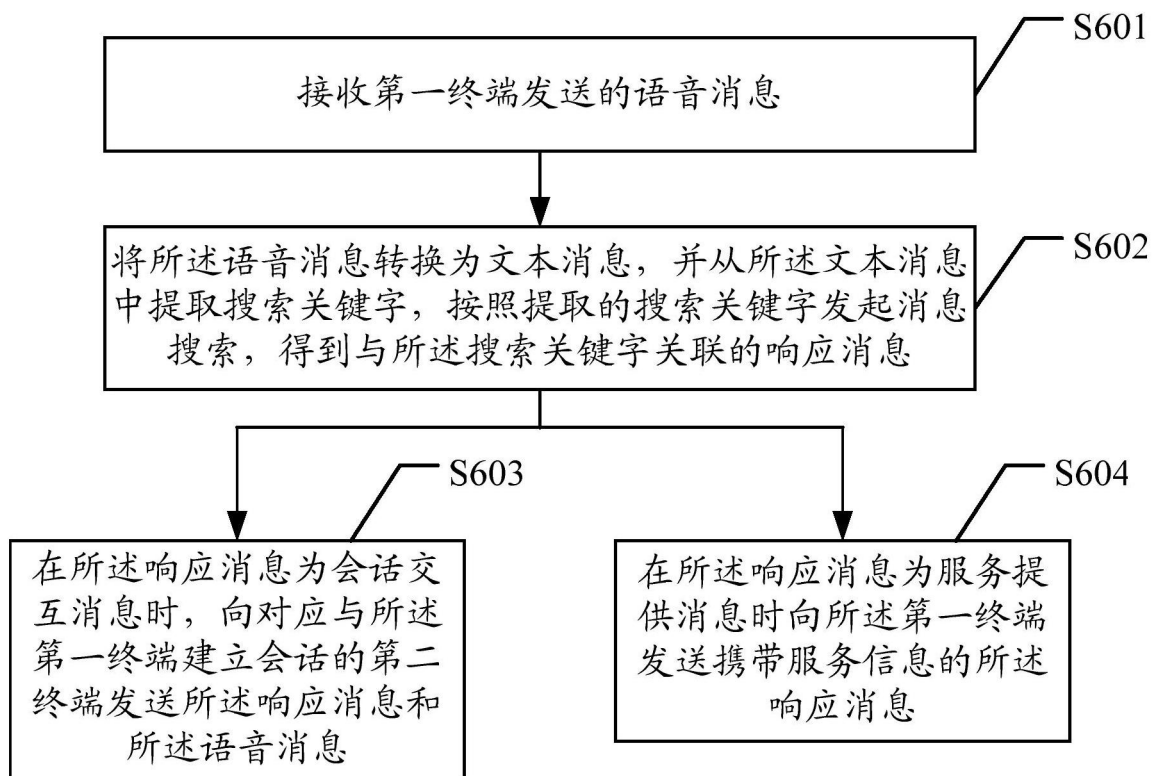 S601
接收第一终端发送的语音消息
S602
将所述语音消息转换为文本消息，并从所述文本消息
中提取搜索关键字，按照提取的搜索关键字发起消息
搜索，得到与所述搜索关键字关联的响应消息
S603
在所述响应消息为会话交
互消息时，向对应与所述
第一终端建立会话的第二
终端发送所述响应消息和
所述语音消息
S604
在所述响应消息为服务提
供消息时向所述第一终端
发送携带服务信息的所述
响应消息